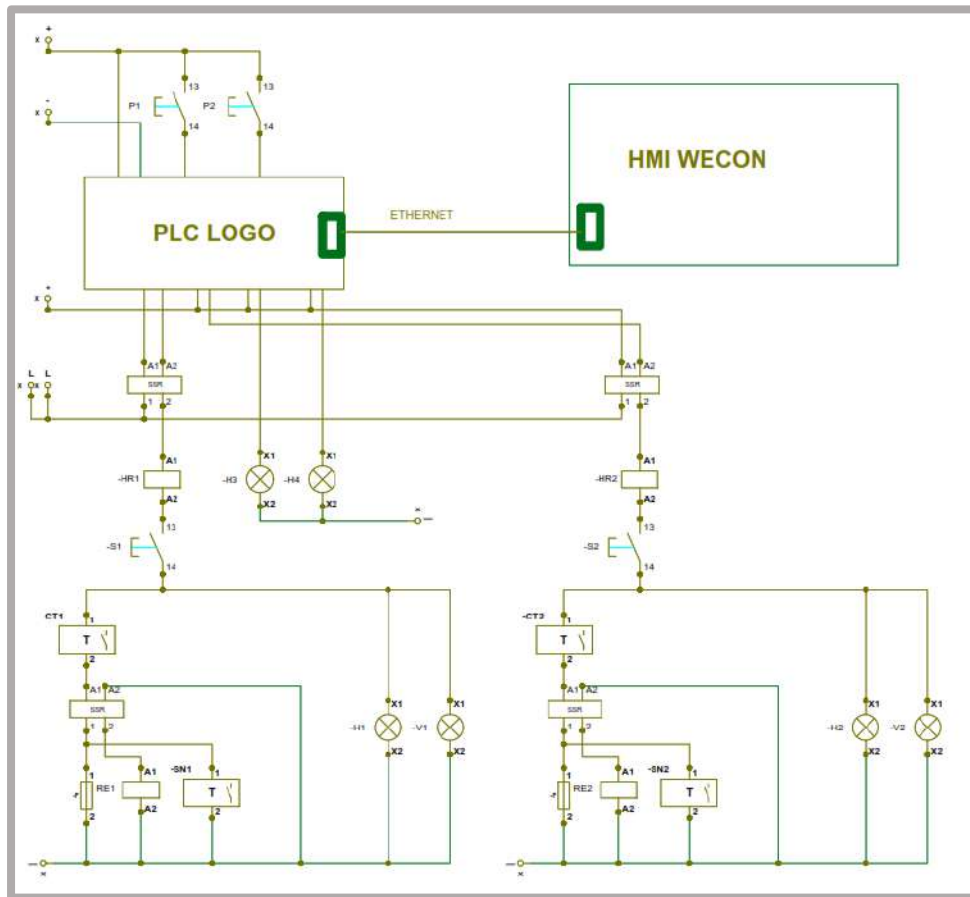 +
x
13 13
P1 P2
-
x 14 14
HMI WECON
ETHERNET
PLC LOGO
+
x
A1 A2 A1 A2
L L
x x SSR SSR
1 2 1 2
A1 X1 X1 A1
-HR1 -H3 -H4 -HR2
A2 X2 X2 A2
x
13 13
-S1 -S2
14 14
CT1 1 -CT2 1
T T
2 2
A1 A2 A1 A2
SSR X1 X1 SSR X1 X1
-H1 -V1 -H2 -V2
1 2 1 2
X2 X2 X2 X2
A1 -SN1 1 A1 -SN2 1
1 RE1 T 1 RE2 T
A2 2 A2 2
2 2
x x